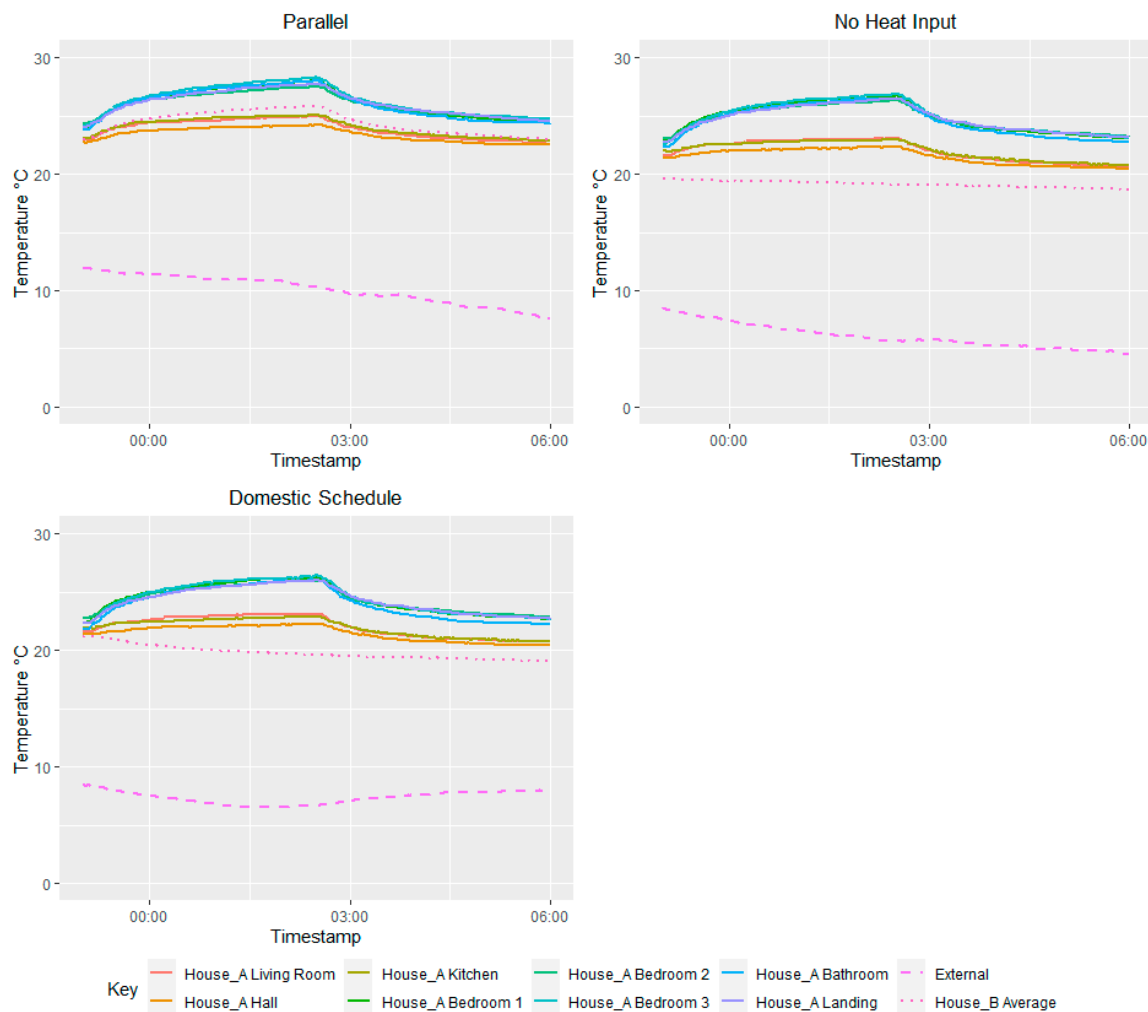 Parallel
No Heat Input
30
20
10
0
Temperature °C
00:00
03:00
06:00
Timestamp
30
20
10
0
Temperature °C
00:00
03:00
06:00
Timestamp
Domestic Schedule
30
20
10
0
Temperature °C
00:00
03:00
06:00
Timestamp
Key
House_A Living Room
House_A Kitchen
House_A Bedroom 2
House_A Bathroom
External
House_A Hall
House_A Bedroom 1
House_A Bedroom 3
House_A Landing
House_B Average